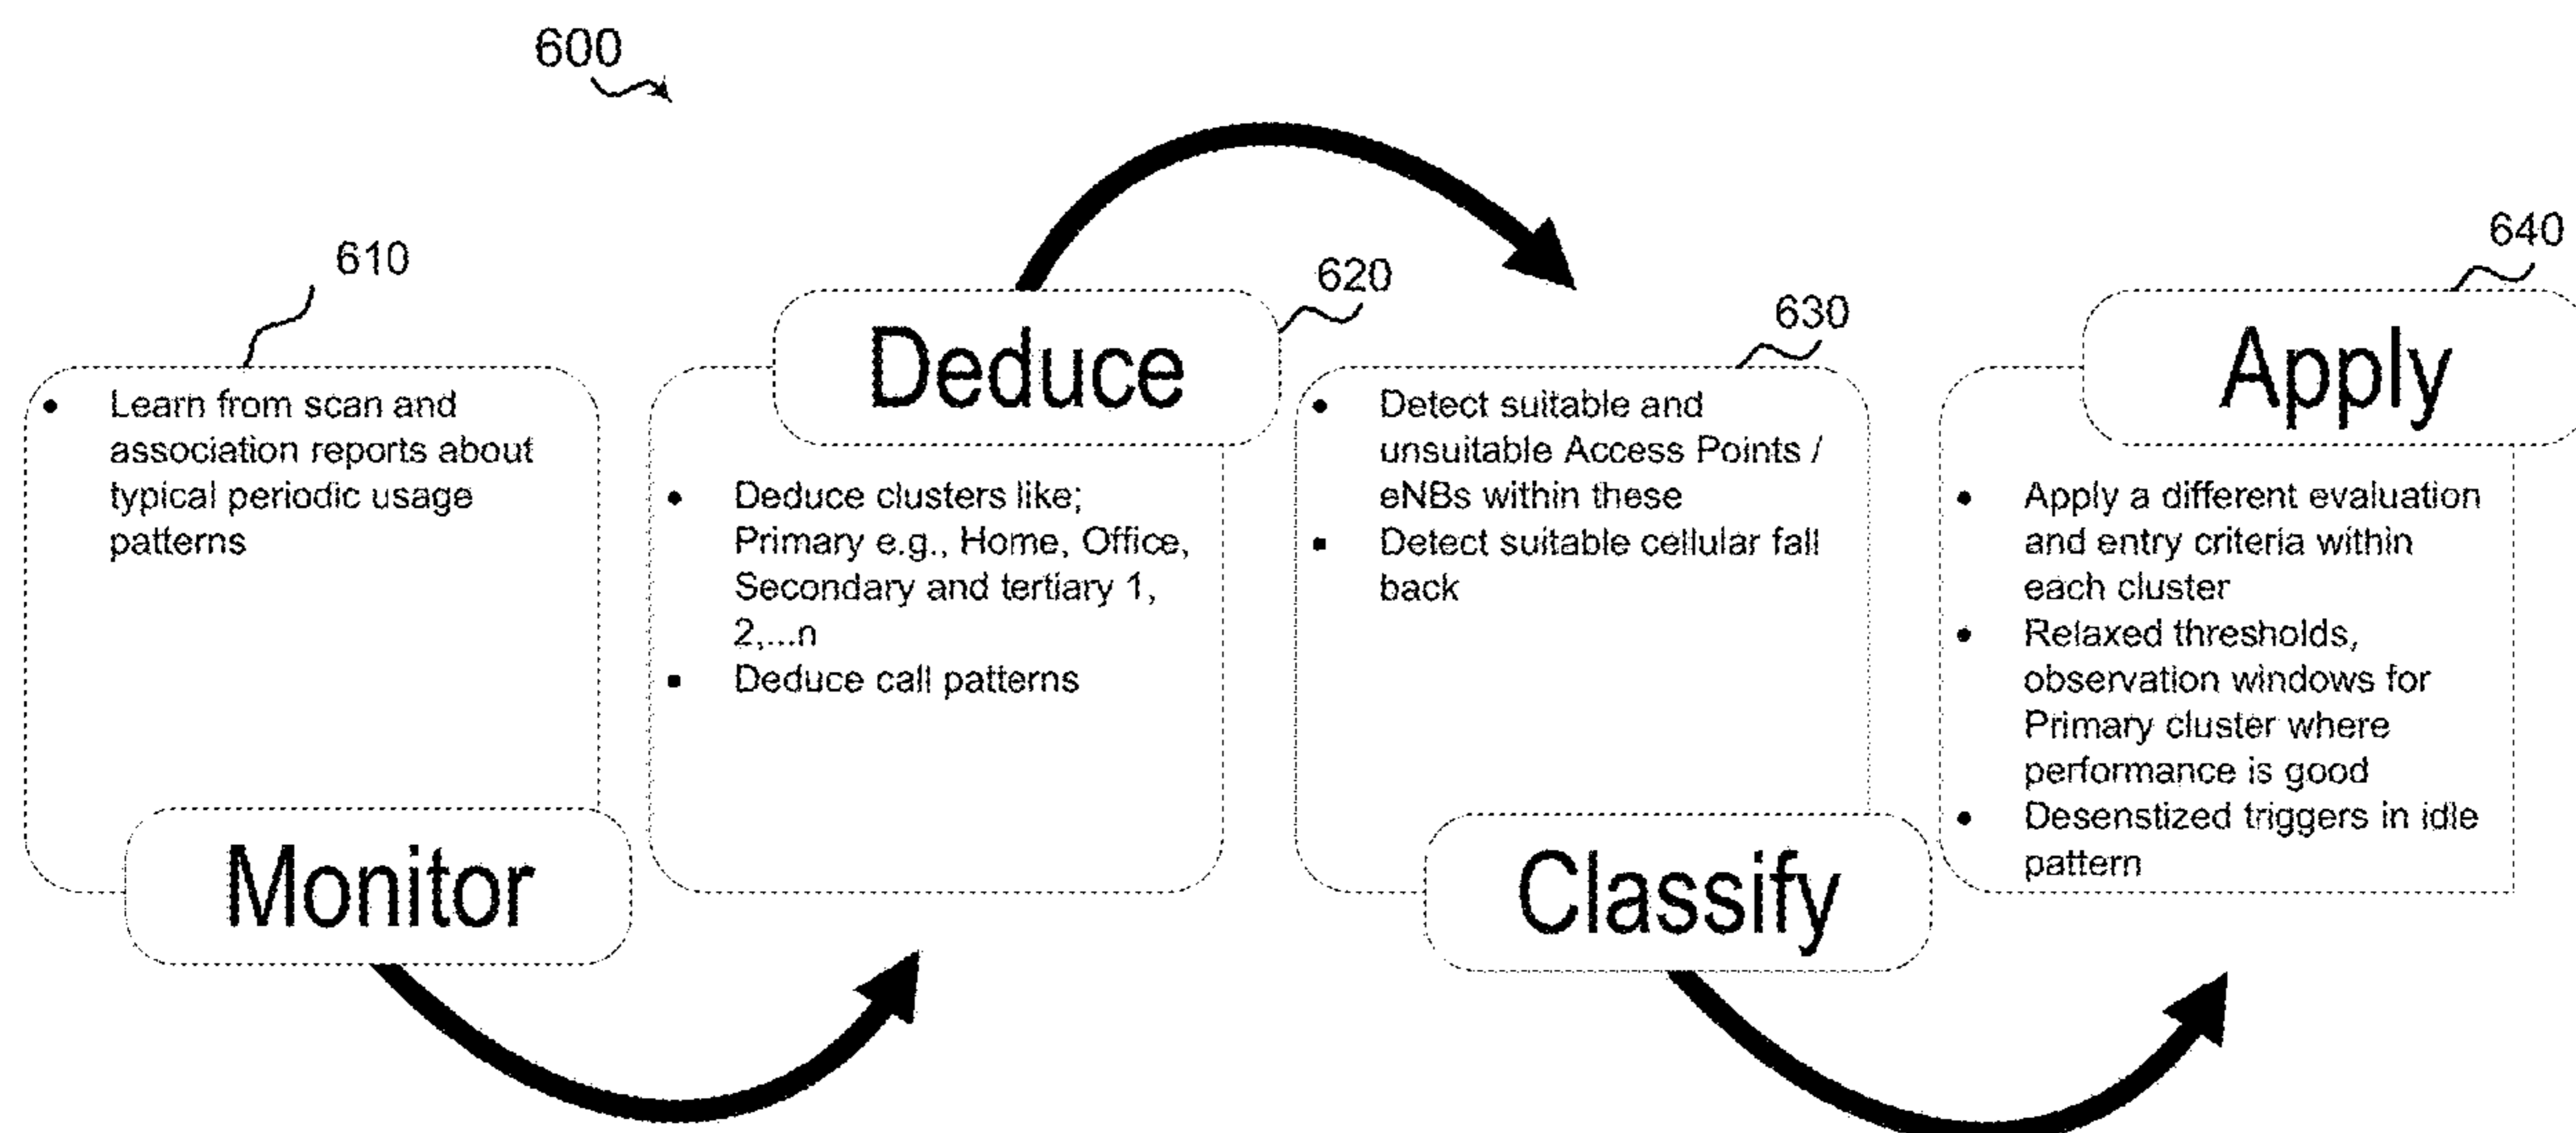 600
610
• Learn from scan and
association reports about
typical periodic usage
patterns
Monitor
620
Deduce
• Deduce clusters like;
Primary e.g., Home, Office,
Secondary and tertiary 1,
2,...n
▪ Deduce call patterns
630
• Detect suitable and
unsuitable Access Points /
eNBs within these
▪ Detect suitable cellular fall
back
Classify
640
Apply
• Apply a different evaluation
and entry criteria within
each cluster
• Relaxed thresholds,
observation windows for
Primary cluster where
performance is good
• Desenstized triggers in idle
pattern